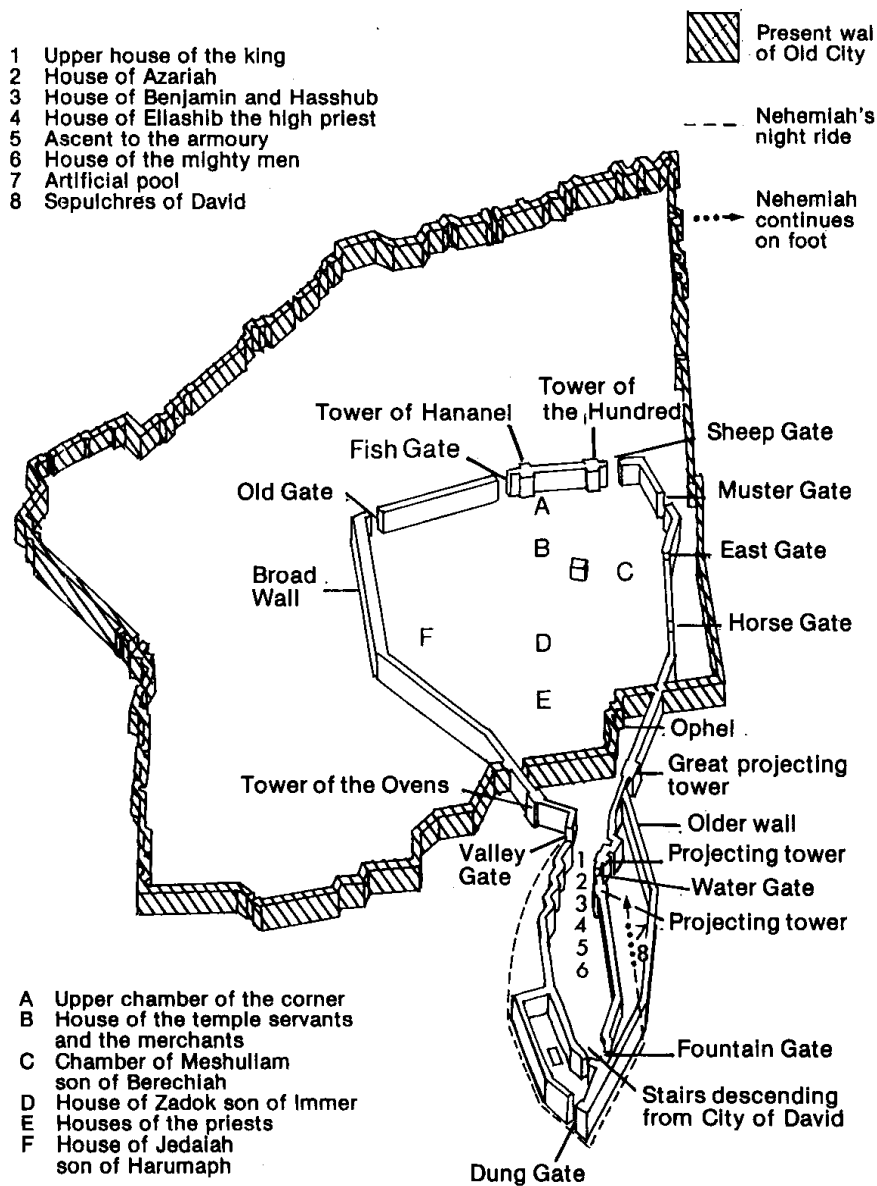 1 Upper house of the king
2 House of Azariah
3 House of Benjamin and Hasshub
4 House of Eliashib the high priest
5 Ascent to the armoury
6 House of the mighty men
7 Artificial pool
8 Sepulchres of David
Present wal
of Old City
Nehemiah's
night ride
Nehemiah
continues
on foot
Tower of
the Hundred
Tower of Hananel
Fish Gate
Sheep Gate
Old Gate
Muster Gate
A
B
East Gate
C
Broad
Wall
Horse Gate
F
D
E
Ophel
Great projecting
tower
Tower of the Ovens
Older wall
Valley
Gate
1
Projecting tower
2
Water Gate
3
Projecting tower
4
7
5
8
6
A Upper chamber of the corner
B House of the temple servants
and the merchants
C Chamber of Meshullam
son of Berechiah
D House of Zadok son of Immer
E Houses of the priests
F House of Jedaiah
son of Harumaph
Fountain Gate
Stairs descending
from City of David
Dung Gate